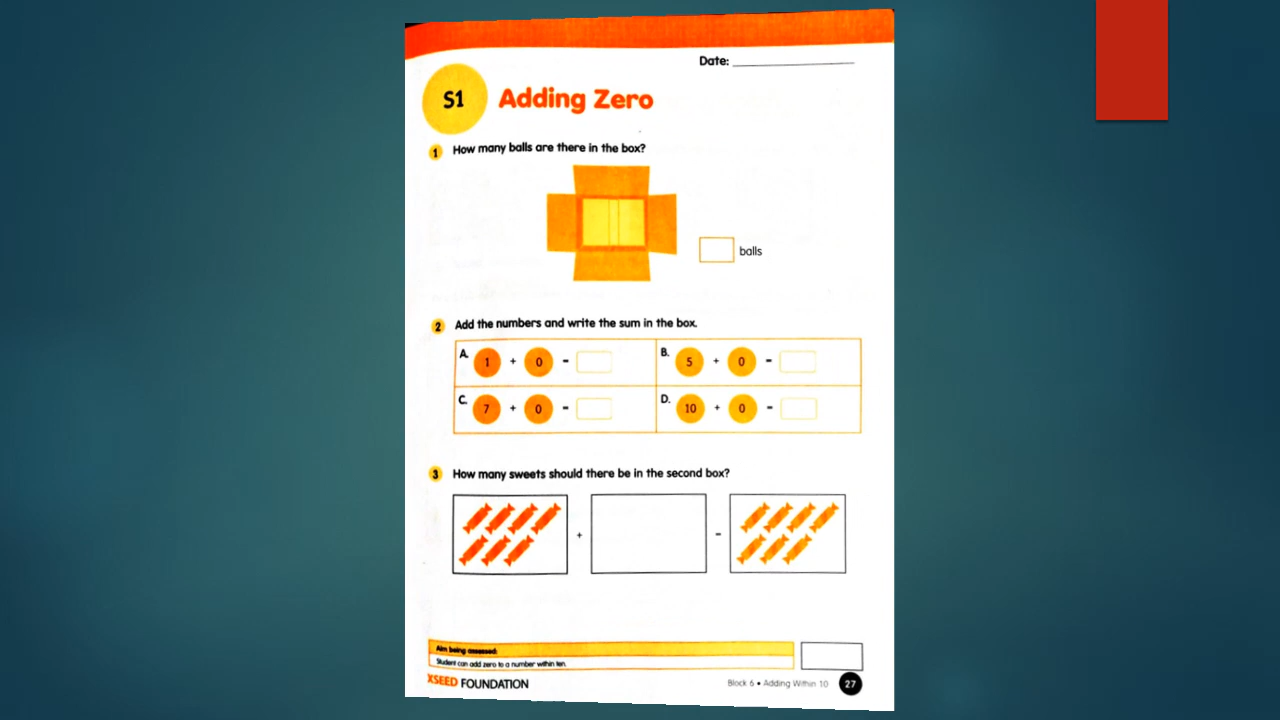 Date:
S1
Adding Zero
1 How many balls are there in the box?
balls
2 Add the numbers and write the sum in the box.
A. 1 + 0 =
B. 5 + 0 =
C. 7 + 0 =
D. 10 + 0 =
3 How many sweets should there be in the second box?
+ =
Aim being assessed:
Student can add zero to a number within ten.
XSEED FOUNDATION
Block 6 • Adding Within 10 27